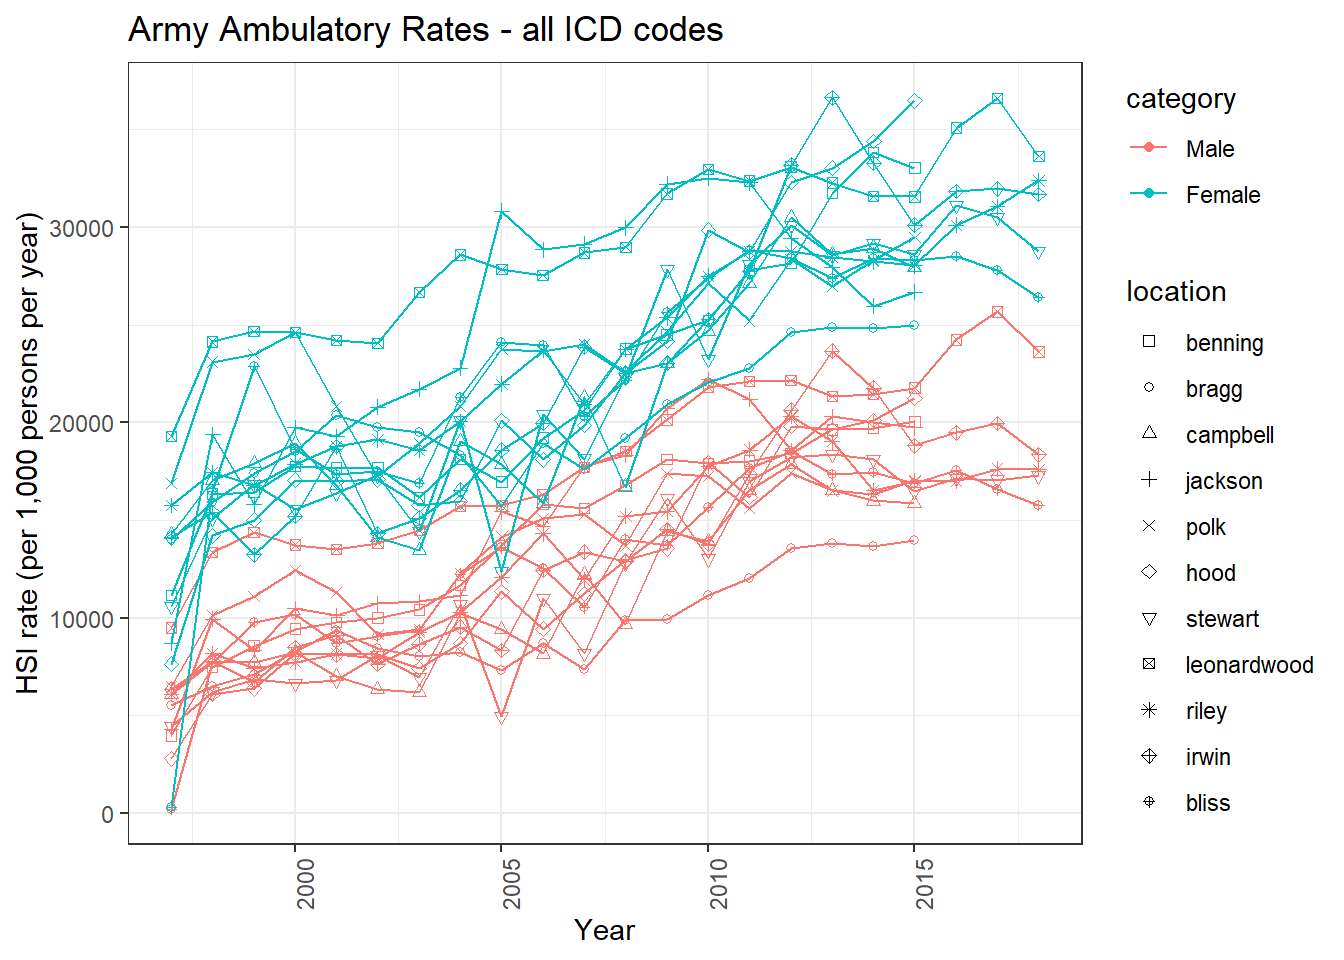 Army Ambulatory Rates - all ICD codes
HSI rate (per 1,000 persons per year)
30000
20000
10000
0
2000
2005
2010
2015
Year
category
Male
Female
location
benning
bragg
campbell
jackson
polk
hood
stewart
leonardwood
riley
irwin
bliss